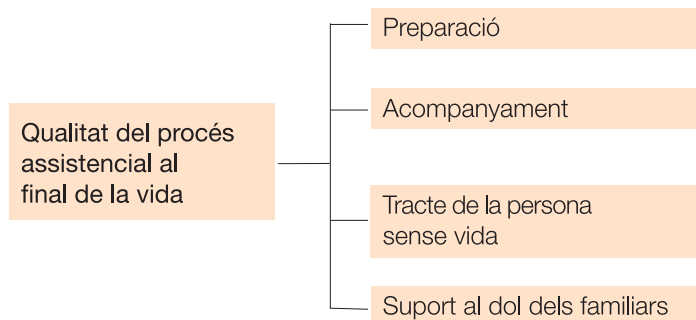 Qualitat del procés
assistencial al
final de la vida
Preparació
Acompanyament
Tracte de la persona
sense vida
Suport al dol dels familiars